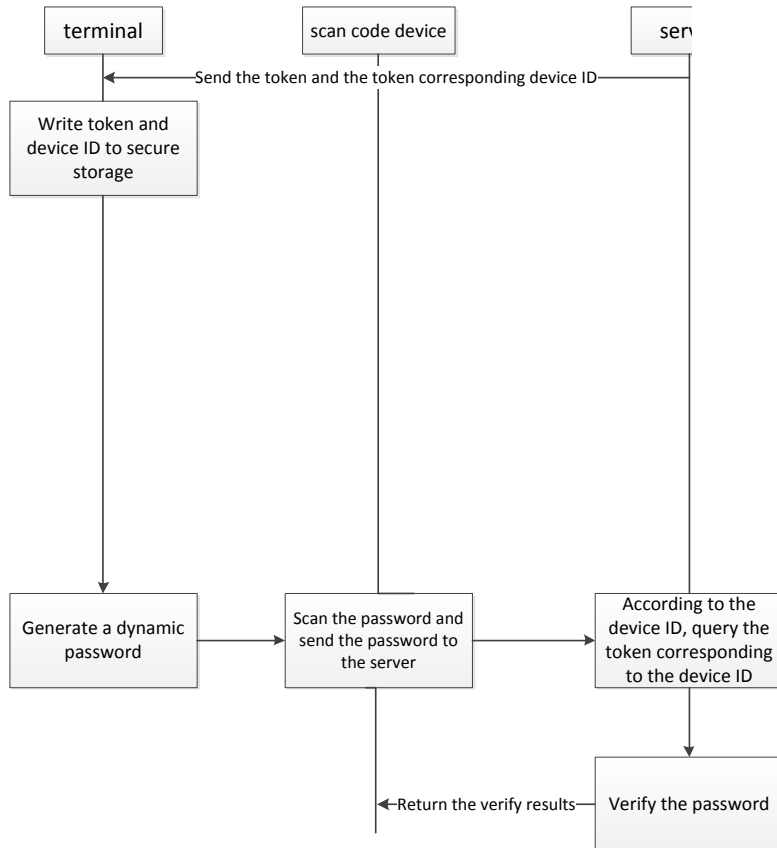 terminal
scan code device
Send the token and the token corresponding device ID
Write token and
device ID to secure
storage
Generate a dynamic
password
Scan the password and
send the password to
the server
According to the
device ID, query the
token corresponding
to the device ID
Return the verify results
Verify the password